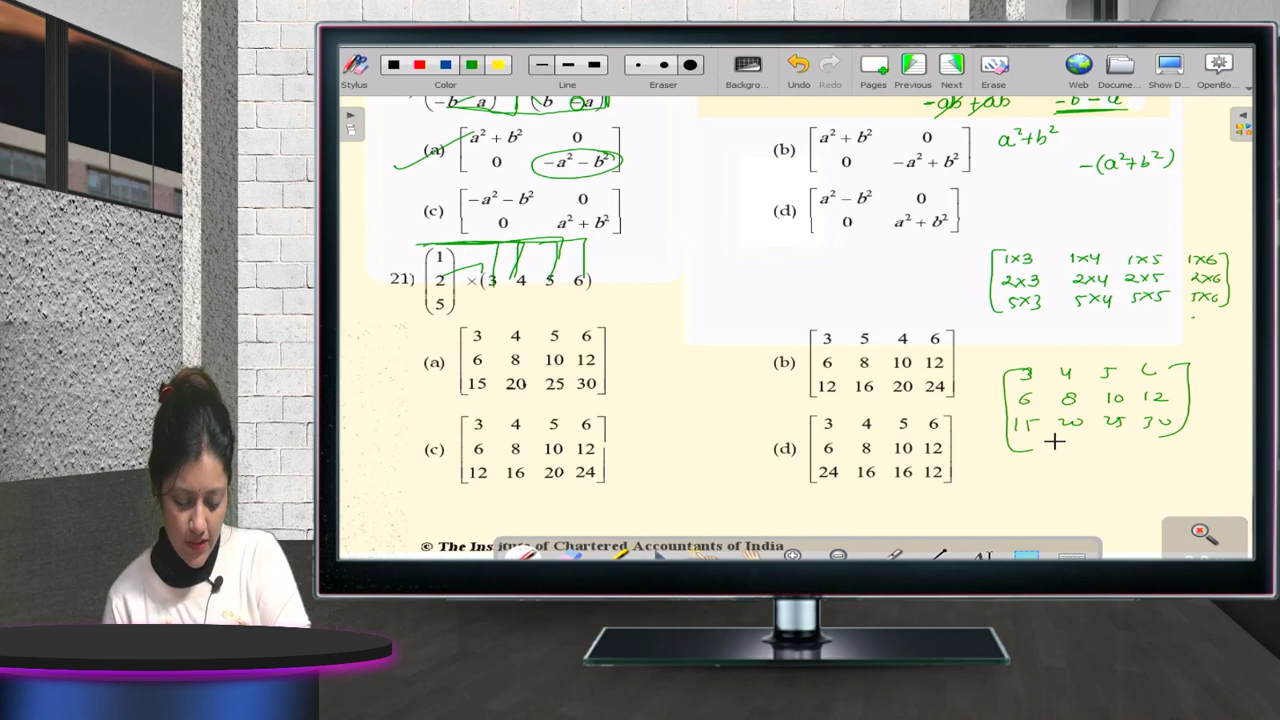 Stylus Color Line Eraser Backgro... Undo Redo Pages Previous Next Erase Web Docume... Show D... OpenBo...
(−b a) (b −a)
−ab+ab −b − a
(a) [a² + b² 0
0 −a² − b²]
(b) [a² + b² 0
0 −a² + b²]
a²+b²
−(a²+b²)
(c) [−a² − b² 0
0 a² + b²]
(d) [a² − b² 0
0 a² + b²]
21) (1
2
5) ×(3 4 5 6)
[1×3 1×4 1×5 1×6
2×3 2×4 2×5 2×6
5×3 5×4 5×5 5×6]
(a) [3 4 5 6
6 8 10 12
15 20 25 30]
(b) [3 5 4 6
6 8 10 12
12 16 20 24]
[3 4 5 6
6 8 10 12
15 20 25 30]
(c) [3 4 5 6
6 8 10 12
12 16 20 24]
(d) [3 4 5 6
6 8 10 12
24 16 16 12]
© The Institute of Chartered Accountants of India